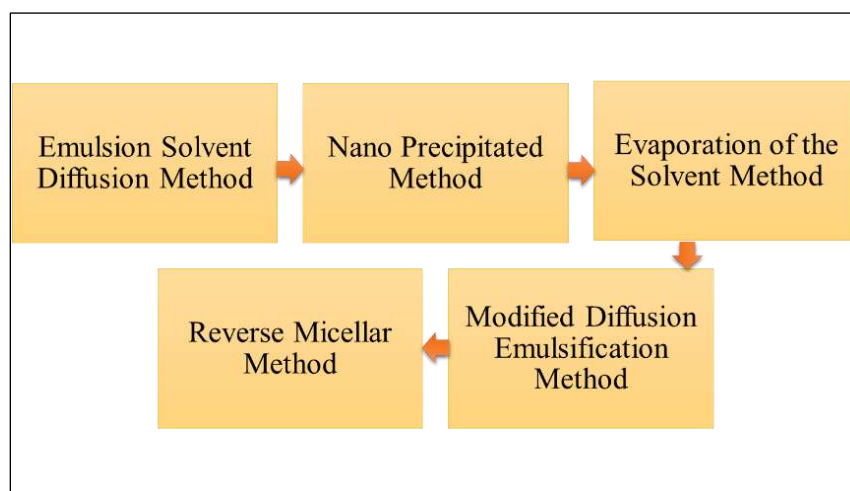 Emulsion Solvent
Diffusion Method
Nano Precipitated
Method
Evaporation of the
Solvent Method
Modified Diffusion
Emulsification
Method
Reverse Micellar
Method